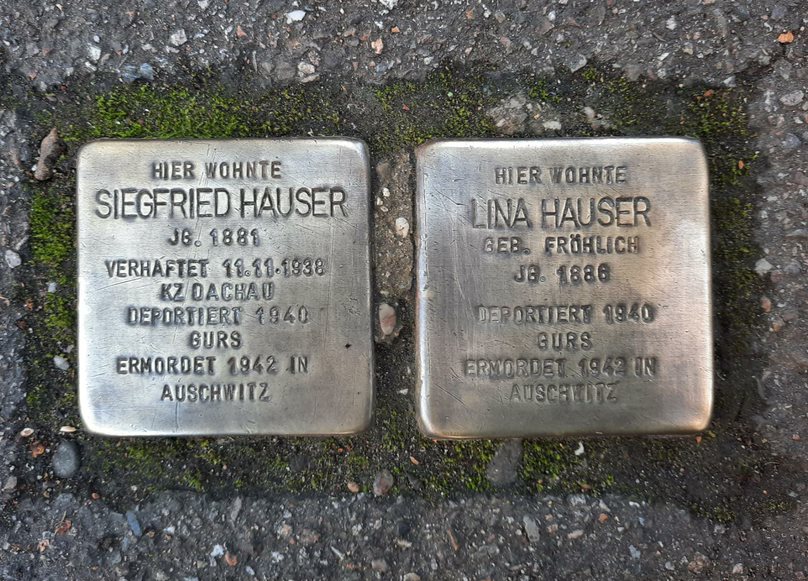 HIER WOHNTE
SIEGFRIED HAUSER
JG. 1881
VERHAFTET 11.11.1938
KZ DACHAU
DEPORTIERT 1940
GURS
ERMORDET 1942 IN
AUSCHWITZ
HIER WOHNTE
LINA HAUSER
GEB. FRÖHLICH
JG. 1886
DEPORTIERT 1940
GURS
ERMORDET 1942 IN
AUSCHWITZ